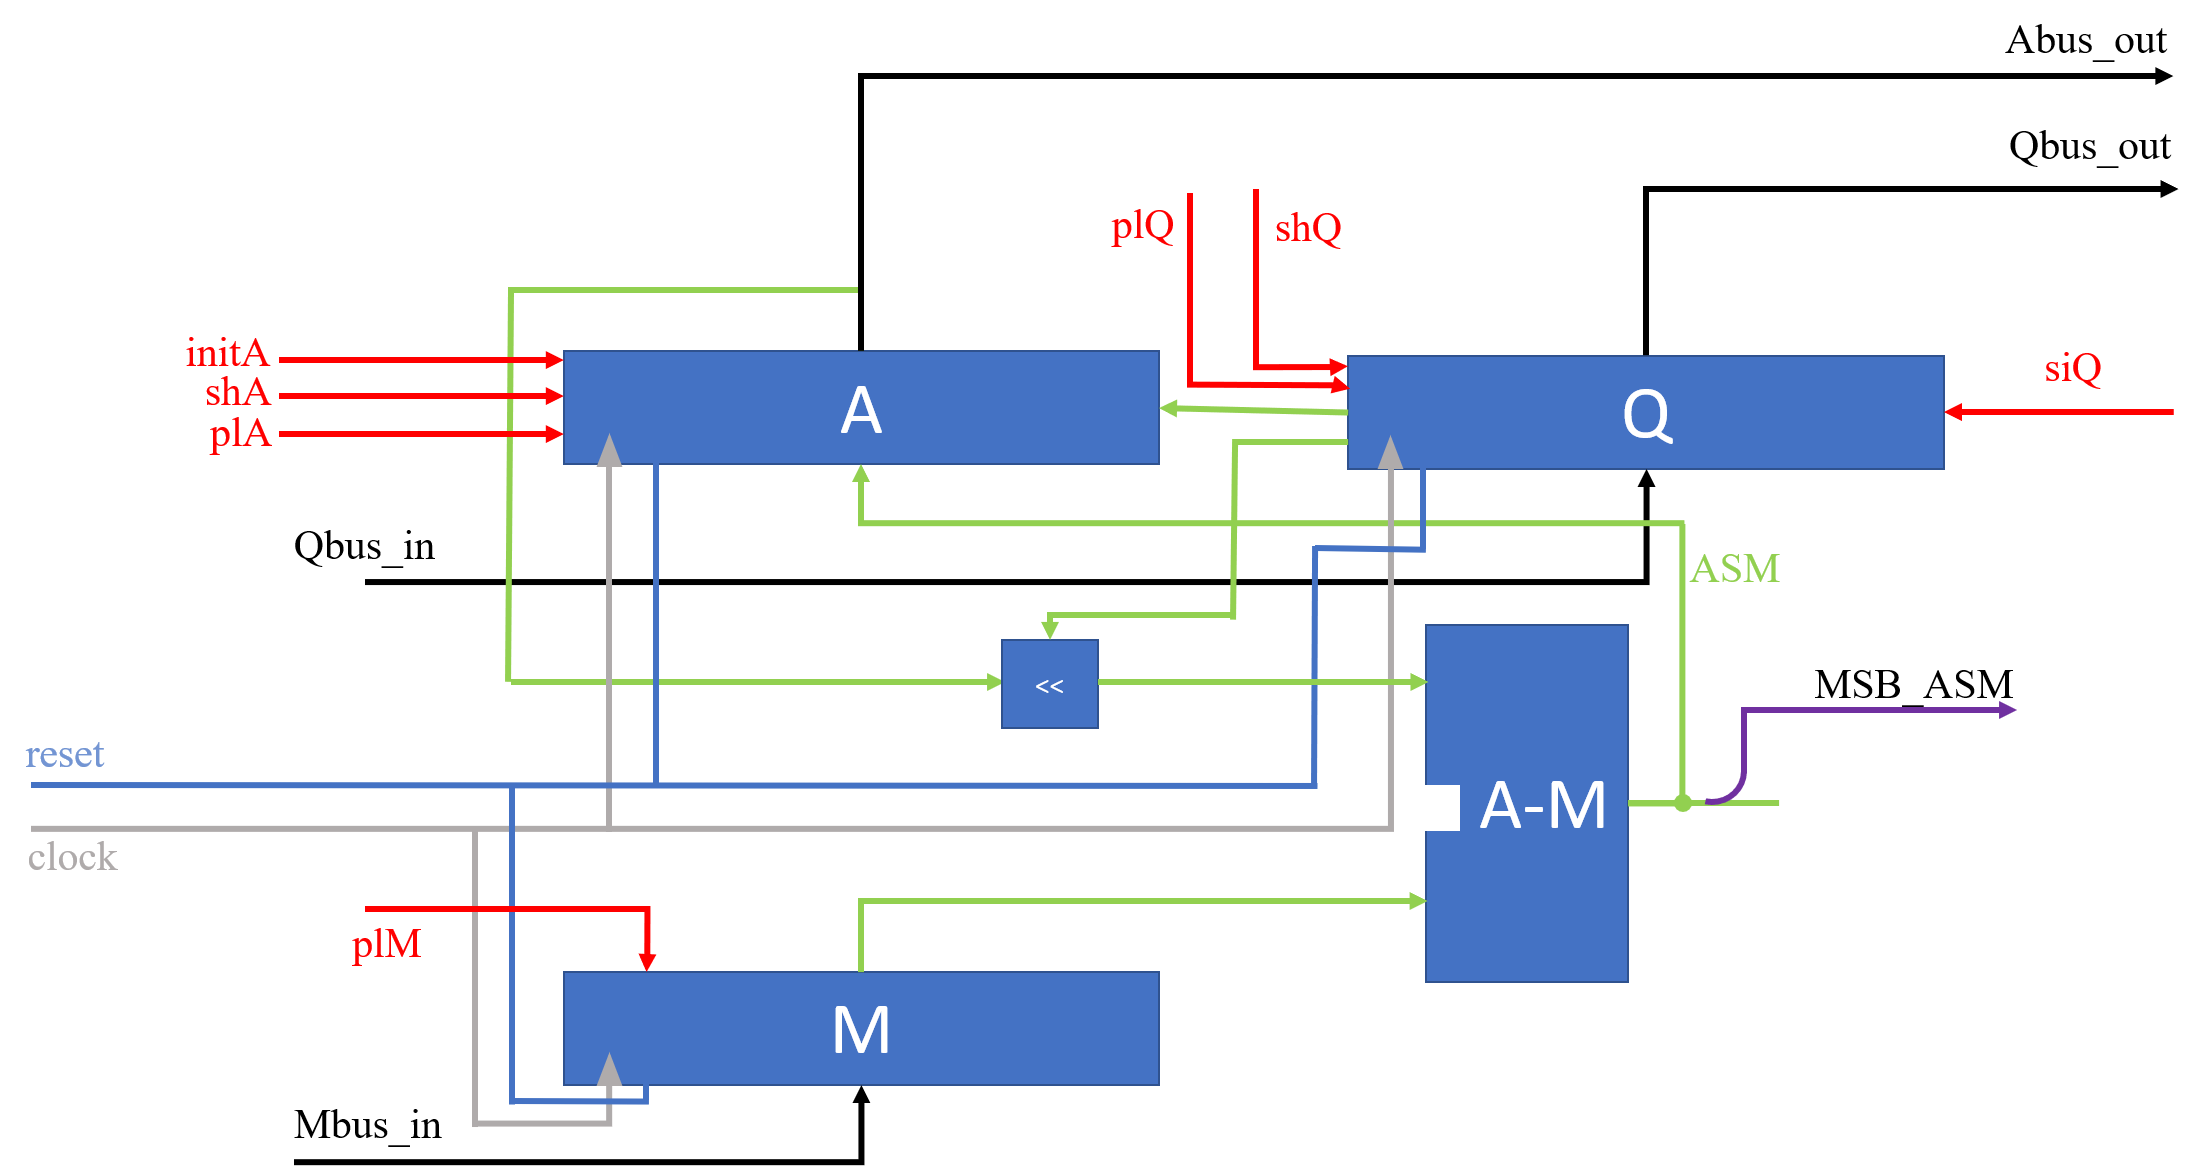 Abus_out
Qbus_out
plQ
shQ
initA
shA
plA
A
Q
siQ
Qbus_in
ASM
<<
MSB_ASM
reset
A-M
clock
plM
M
Mbus_in